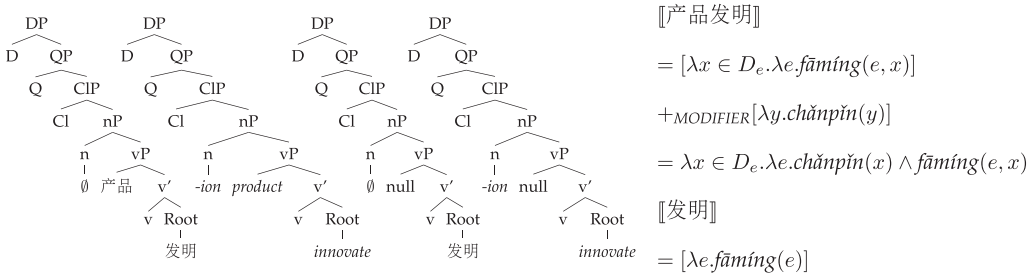 DP DP DP DP
D QP D QP D QP D QP
Q ClP Q ClP Q ClP Q ClP
Cl nP Cl nP Cl nP Cl nP
n vP n vP n vP n vP
∅ 产品 v' -ion product v' ∅ null v' -ion null v'
v Root v Root v Root v Root
发明 innovate 发明 innovate
⟦产品发明⟧
= [λx ∈ D_e.λe.fāmíng(e, x)]
+_MODIFIER[λy.chǎnpǐn(y)]
= λx ∈ D_e.λe.chǎnpǐn(x) ∧ fāmíng(e, x)
⟦发明⟧
= [λe.fāmíng(e)]